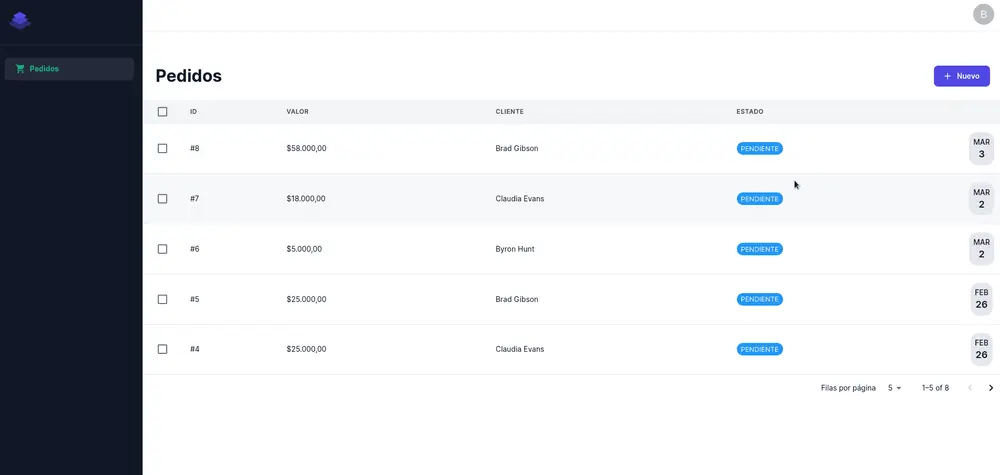 B
Pedidos
Pedidos
+ Nuevo
ID VALOR CLIENTE ESTADO
#8 $58.000,00 Brad Gibson PENDIENTE MAR 3
#7 $18.000,00 Claudia Evans PENDIENTE MAR 2
#6 $5.000,00 Byron Hunt PENDIENTE MAR 2
#5 $25.000,00 Brad Gibson PENDIENTE FEB 26
#4 $25.000,00 Claudia Evans PENDIENTE FEB 26
Filas por página 5 1–5 of 8